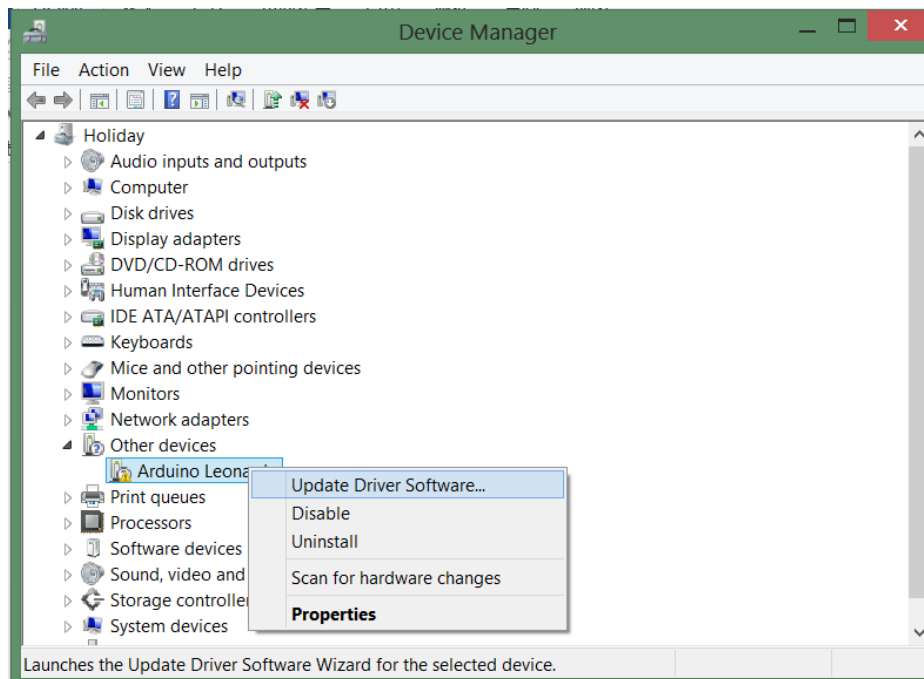 Device Manager
File Action View Help
Holiday
Audio inputs and outputs
Computer
Disk drives
Display adapters
DVD/CD-ROM drives
Human Interface Devices
IDE ATA/ATAPI controllers
Keyboards
Mice and other pointing devices
Monitors
Network adapters
Other devices
Arduino
Update Driver Software...
Print queues
Disable
Processors
Uninstall
Software devices
Sound, video and
Scan for hardware changes
Storage
Properties
System devices
Launches the Update Driver Software Wizard for the selected device.